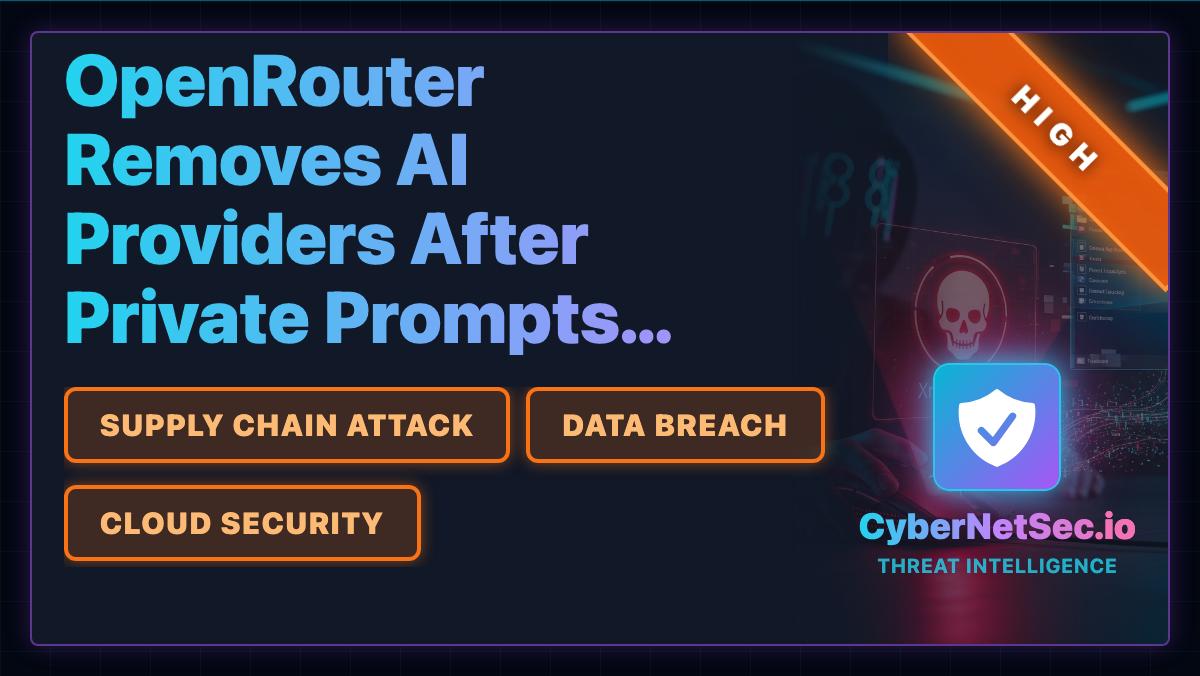 OpenRouter
Removes AI
Providers After
Private Prompts...
HIGH
SUPPLY CHAIN ATTACK
DATA BREACH
CLOUD SECURITY
CyberNetSec.io
THREAT INTELLIGENCE